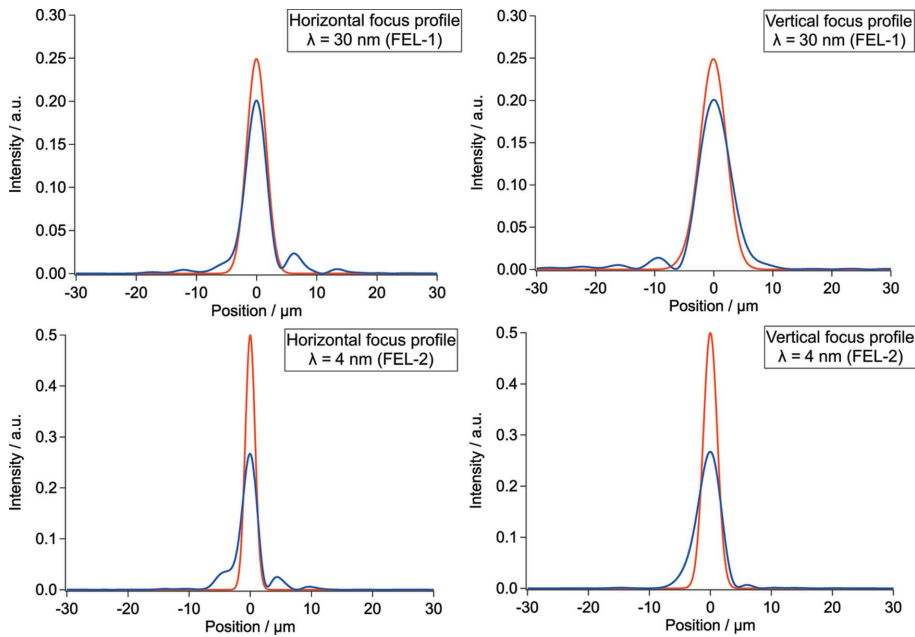 Horizontal focus profile
λ = 30 nm (FEL-1)
Intensity / a.u.
0.30
0.25
0.20
0.15
0.10
0.05
0.00
-30 -20 -10 0 10 20 30
Position / µm
Vertical focus profile
λ = 30 nm (FEL-1)
Intensity / a.u.
0.30
0.25
0.20
0.15
0.10
0.05
0.00
-30 -20 -10 0 10 20 30
Position / µm
Horizontal focus profile
λ = 4 nm (FEL-2)
Intensity / a.u.
0.5
0.4
0.3
0.2
0.1
0.0
-30 -20 -10 0 10 20 30
Position / µm
Vertical focus profile
λ = 4 nm (FEL-2)
Intensity / a.u.
0.5
0.4
0.3
0.2
0.1
0.0
-30 -20 -10 0 10 20 30
Position / µm